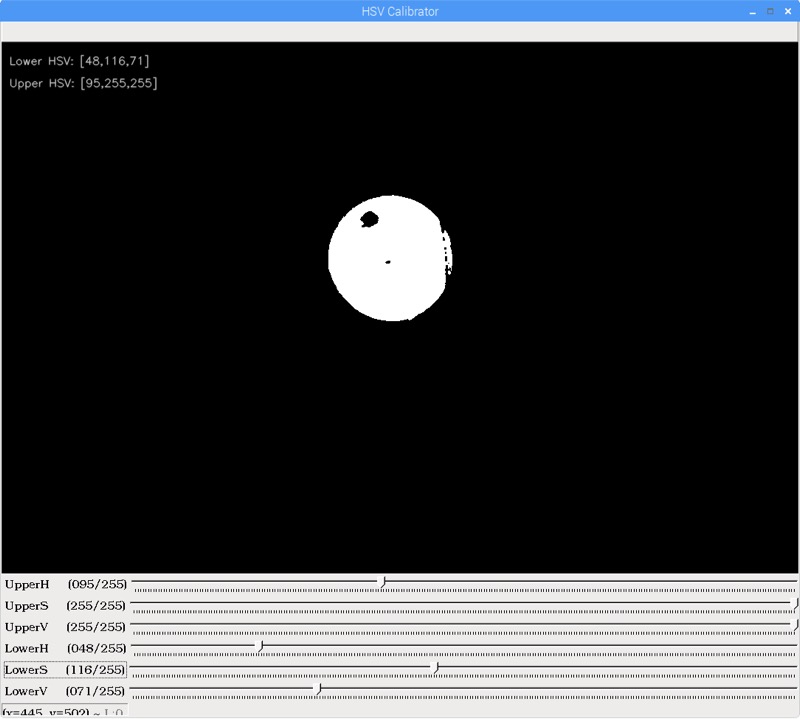 HSV Calibrator
Lower HSV: [48,116,71]
Upper HSV: [95,255,255]
UpperH (095/255)
UpperS (255/255)
UpperV (255/255)
LowerH (048/255)
LowerS (116/255)
LowerV (071/255)
(x=445, y=502) ~ L:0